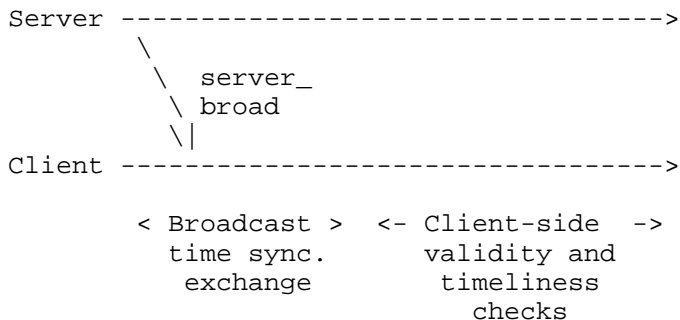 Server ---------------------------------->
\
\ server_
\ broad
\|
Client ---------------------------------->
< Broadcast > <- Client-side ->
time sync. validity and
exchange timeliness
checks